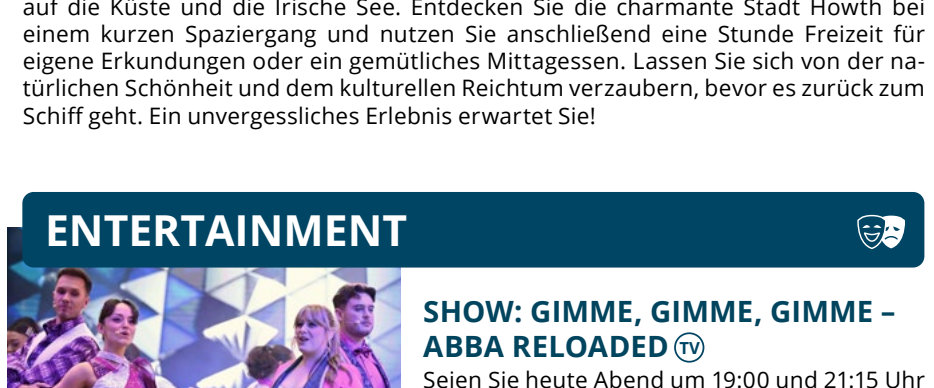 auf die Küste und die Irische See. Entdecken Sie die charmante Stadt Howth bei
einem kurzen Spaziergang und nutzen Sie anschließend eine Stunde Freizeit für
eigene Erkundungen oder ein gemütliches Mittagessen. Lassen Sie sich von der na-
türlichen Schönheit und dem kulturellen Reichtum verzaubern, bevor es zurück zum
Schiff geht. Ein unvergessliches Erlebnis erwartet Sie!
ENTERTAINMENT
SHOW: GIMME, GIMME, GIMME –
ABBA RELOADED TV
Seien Sie heute Abend um 19:00 und 21:15 Uhr